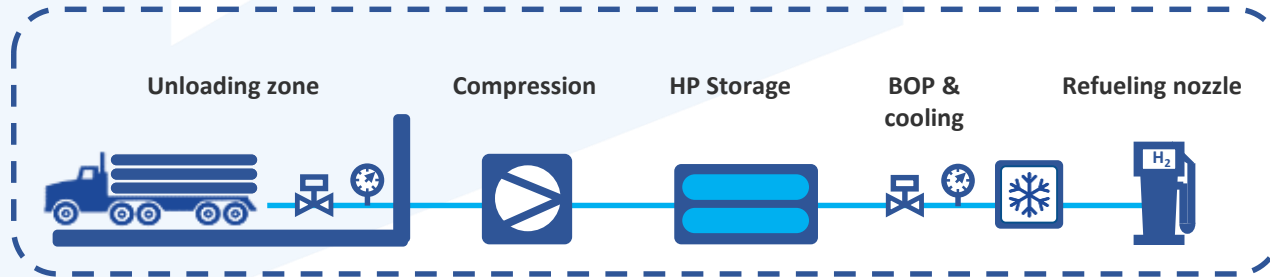 Unloading zone
Compression
HP Storage
BOP &
cooling
Refueling nozzle
H₂